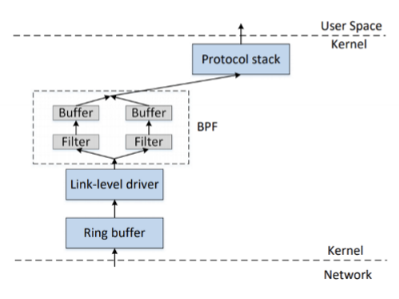 User Space
Kernel
Protocol stack
Buffer
Buffer
BPF
Filter
Filter
Link-level driver
Ring buffer
Kernel
Network